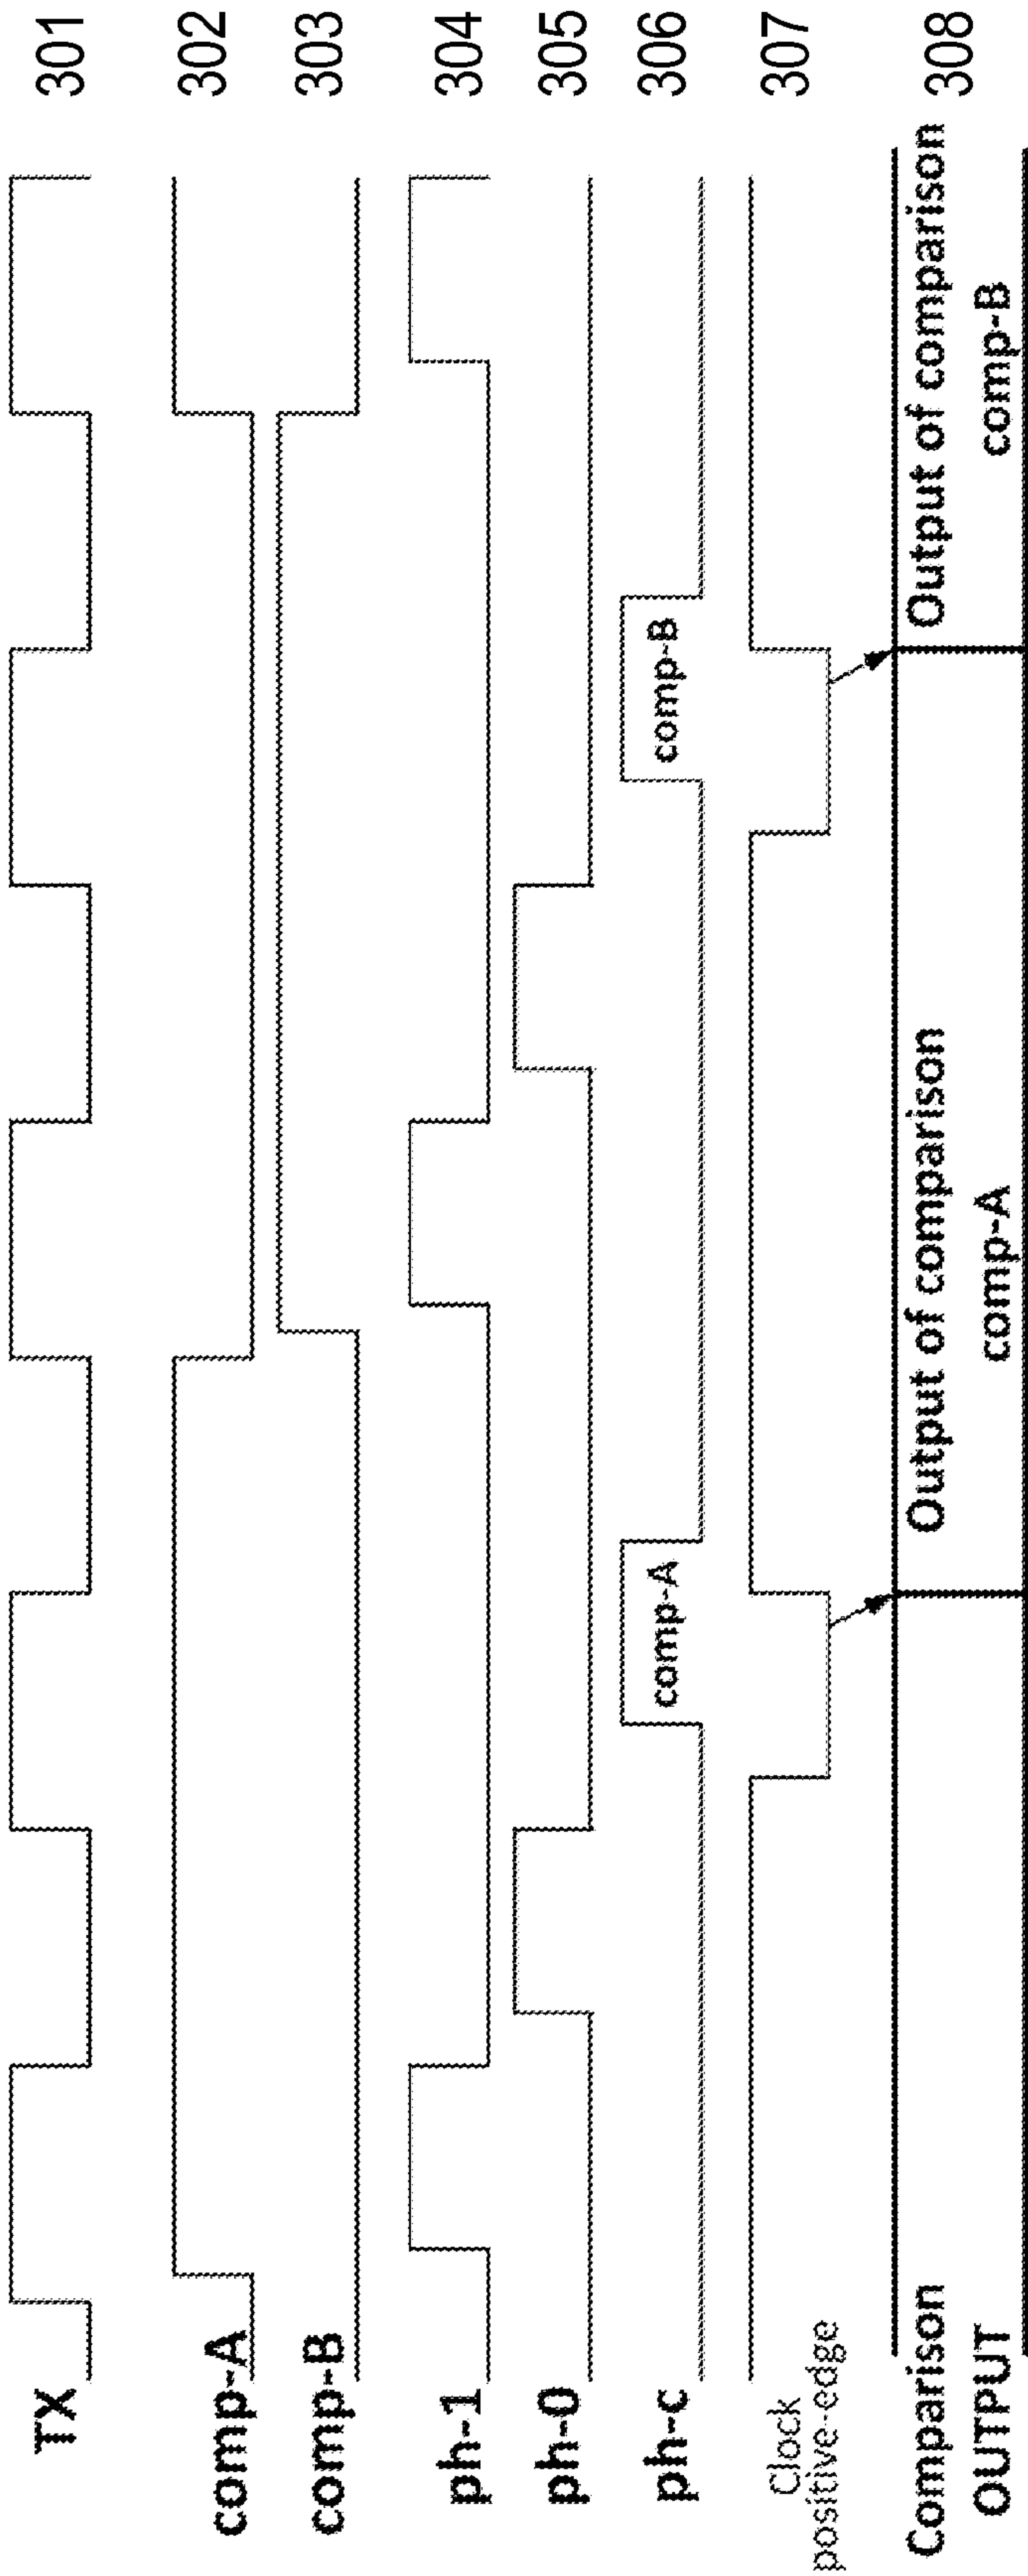 TX
301
comp-A
302
comp-B
303
ph-1
304
ph-0
305
ph-c
comp-A
comp-B
306
Clock
positive-edge
307
Comparison
OUTPUT
Output of comparison
comp-A
Output of comparison
comp-B
308